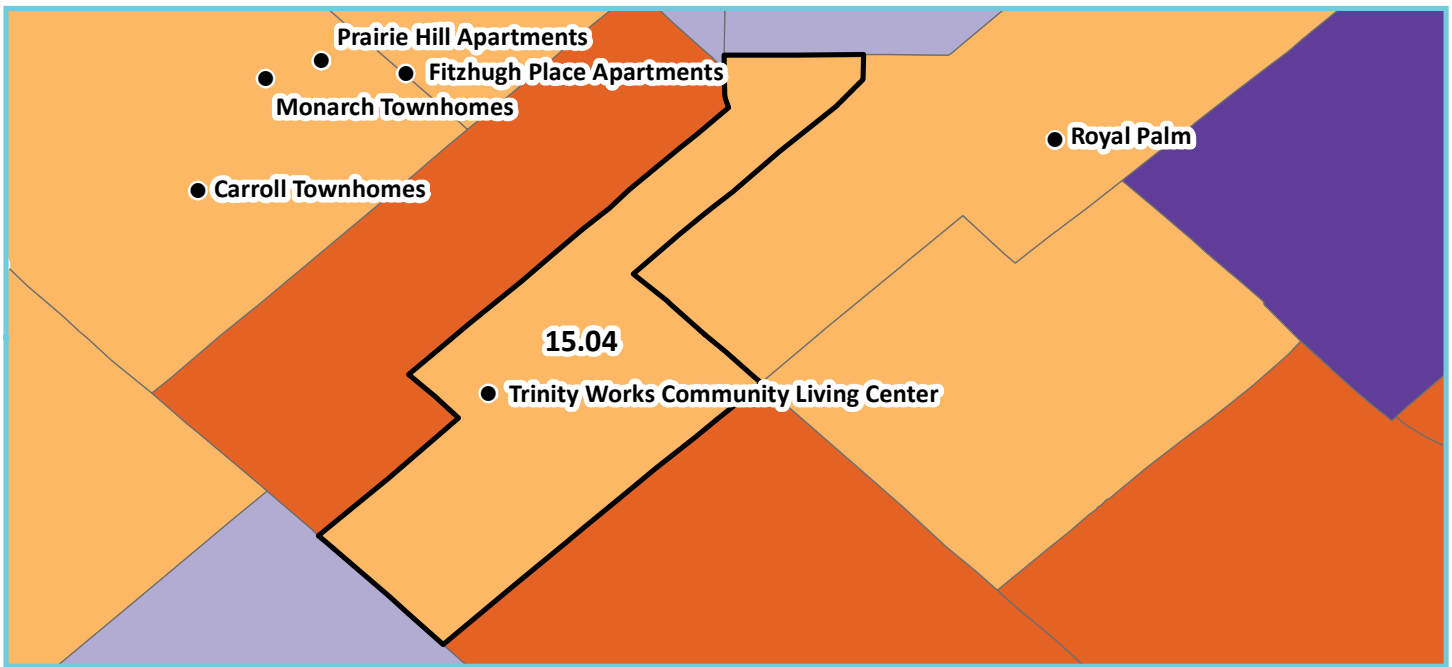 Prairie Hill Apartments
Fitzhugh Place Apartments
Monarch Townhomes
Royal Palm
Carroll Townhomes
15.04
Trinity Works Community Living Center